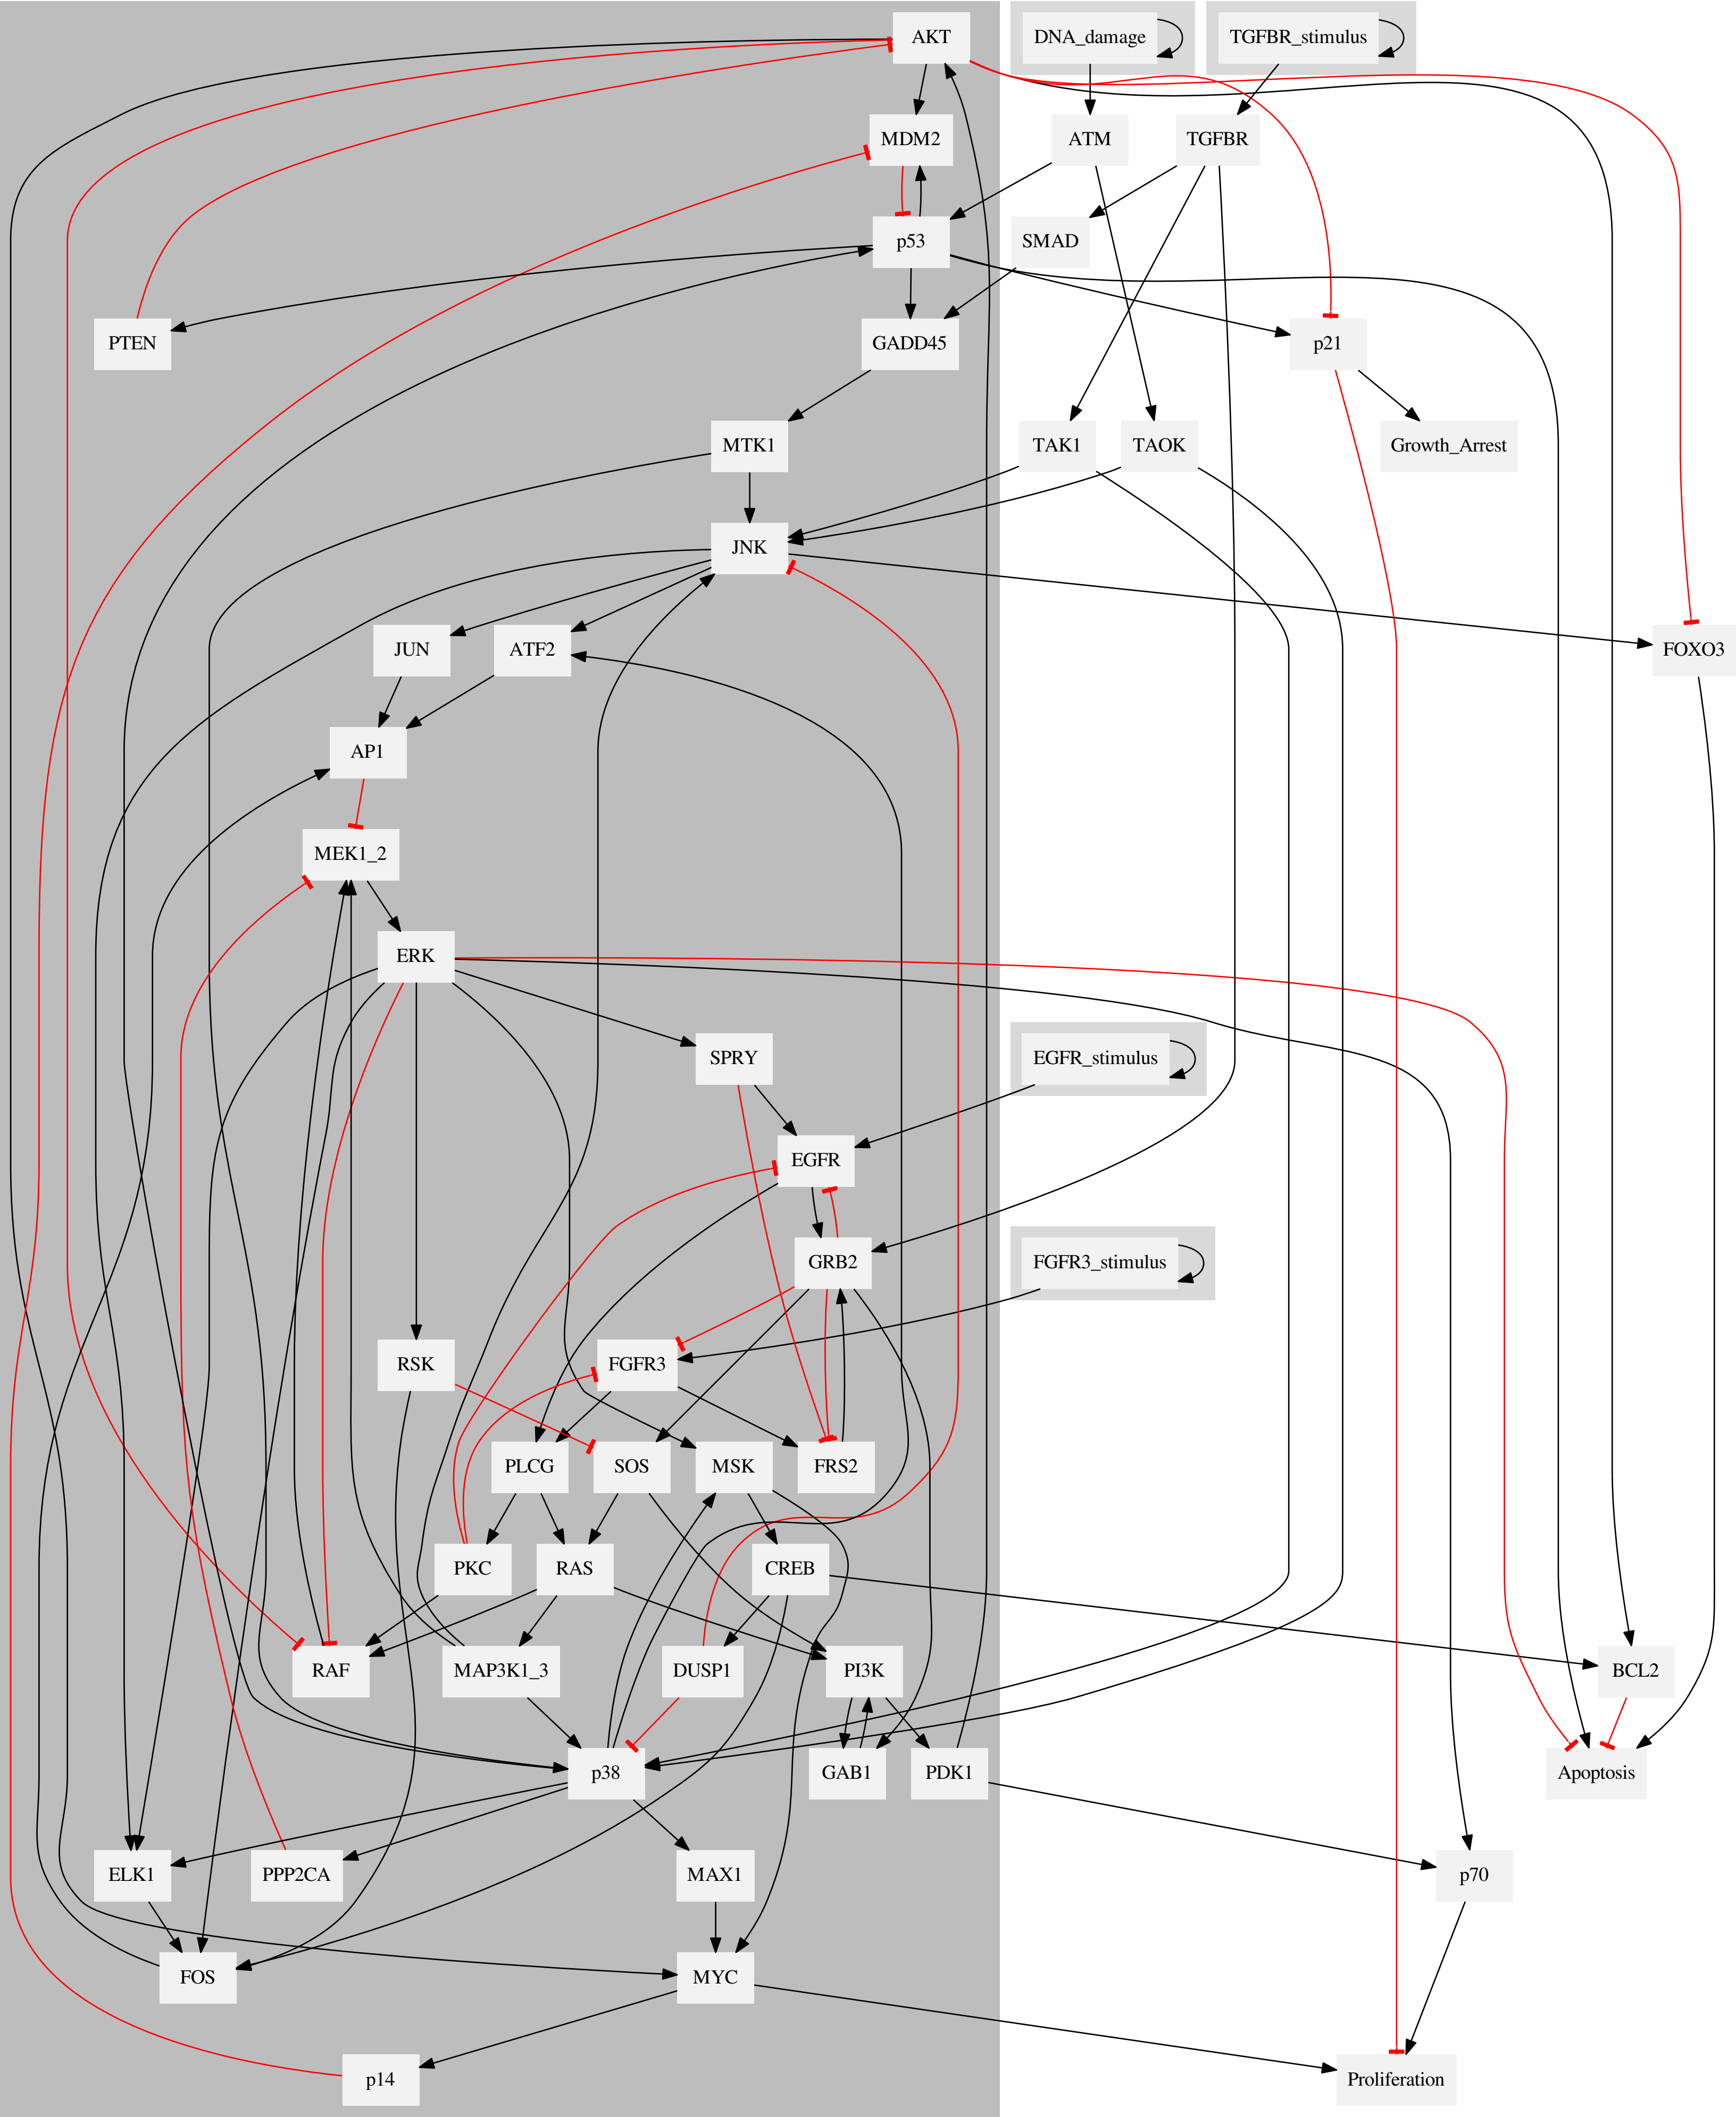 AKT
DNA_damage
TGFBR_stimulus
MDM2
ATM
TGFBR
p53
SMAD
PTEN
GADD45
p21
MTK1
TAK1
TAOK
Growth_Arrest
JNK
JUN
ATF2
FOXO3
AP1
MEK1_2
ERK
SPRY
EGFR_stimulus
EGFR
GRB2
FGFR3_stimulus
RSK
FGFR3
PLCG
SOS
MSK
FRS2
PKC
RAS
CREB
RAF
MAP3K1_3
DUSP1
PI3K
BCL2
p38
GAB1
PDK1
Apoptosis
ELK1
PPP2CA
MAX1
p70
FOS
MYC
p14
Proliferation